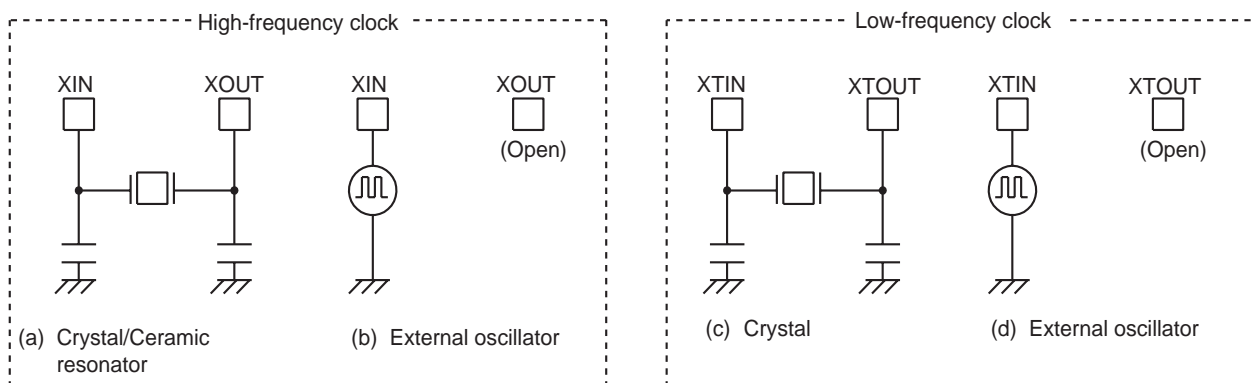 High-frequency clock
XIN
XOUT
XIN
XOUT
(Open)
(a) Crystal/Ceramic
resonator
(b) External oscillator
Low-frequency clock
XTIN
XTOUT
XTIN
XTOUT
(Open)
(c) Crystal
(d) External oscillator